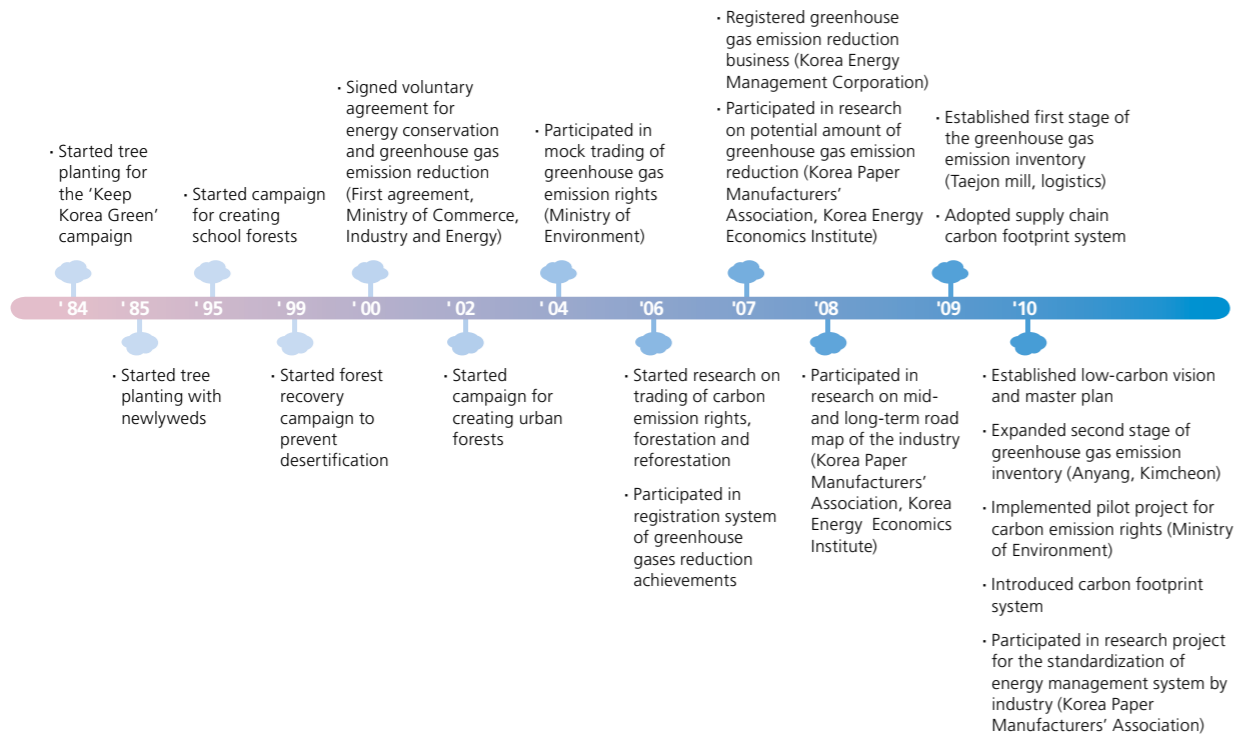 · Started tree
planting for
the ‘Keep
Korea Green’
campaign
· Started campaign
for creating
school forests
· Signed voluntary
agreement for
energy conservation
and greenhouse gas
emission reduction
(First agreement,
Ministry of Commerce,
Industry and Energy)
· Participated in
mock trading of
greenhouse gas
emission rights
(Ministry of
Environment)
· Registered greenhouse
gas emission reduction
business (Korea Energy
Management Corporation)
· Participated in research
on potential amount of
greenhouse gas emission
reduction (Korea Paper
Manufacturers’
Association, Korea Energy
Economics Institute)
· Established first stage of
the greenhouse gas
emission inventory
(Taejon mill, logistics)
· Adopted supply chain
carbon footprint system
' 84 ' 85 ' 95 ' 99 ' 00 ' 02 ' 04 '06 '07 '08 '09 '10
· Started tree
planting with
newlyweds
· Started forest
recovery
campaign to
prevent
desertification
· Started
campaign for
creating urban
forests
· Started research on
trading of carbon
emission rights,
forestation and
reforestation
· Participated in
registration system
of greenhouse
gases reduction
achievements
· Participated in
research on mid-
and long-term road
map of the industry
(Korea Paper
Manufacturers’
Association, Korea
Energy Economics
Institute)
· Established low-carbon vision
and master plan
· Expanded second stage of
greenhouse gas emission
inventory (Anyang, Kimcheon)
· Implemented pilot project for
carbon emission rights (Ministry
of Environment)
· Introduced carbon footprint
system
· Participated in research project
for the standardization of
energy management system by
industry (Korea Paper
Manufacturers’ Association)